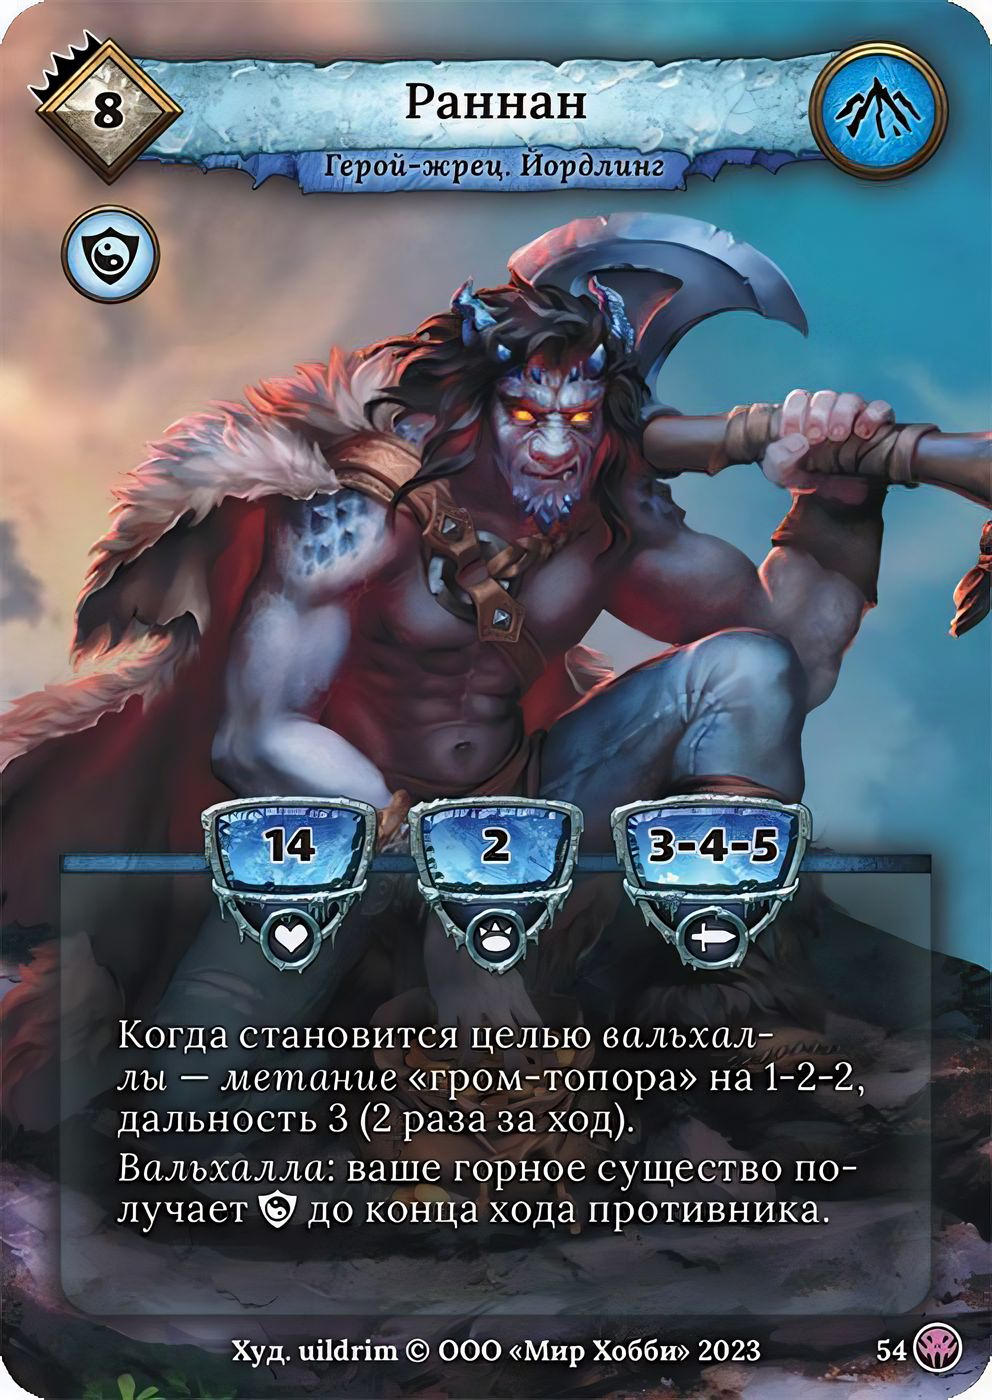 8
Раннан
Герой-жрец. Йордлинг
14
2
3-4-5
Когда становится целью вальхал-
лы — метание «гром-топора» на 1-2-2,
дальность 3 (2 раза за ход).
Вальхалла: ваше горное существо по-
лучает до конца хода противника.
Худ. uildrim © ООО «Мир Хобби» 2023
54